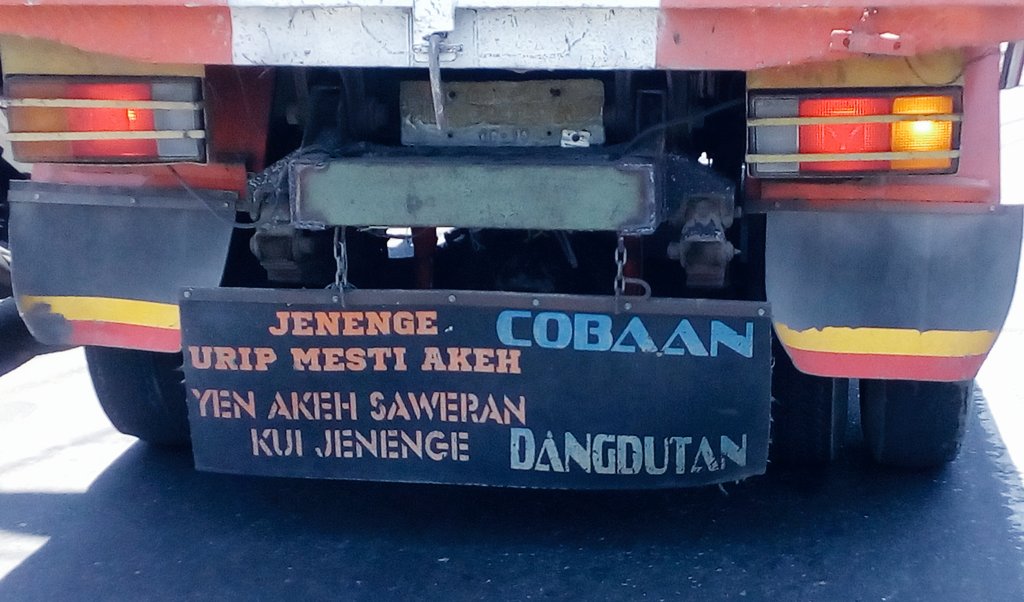 JENENGE
URIP MESTI AKEH COBAAN
YEN AKEH SAWERAN
KUI JENENGE DANGDUTAN